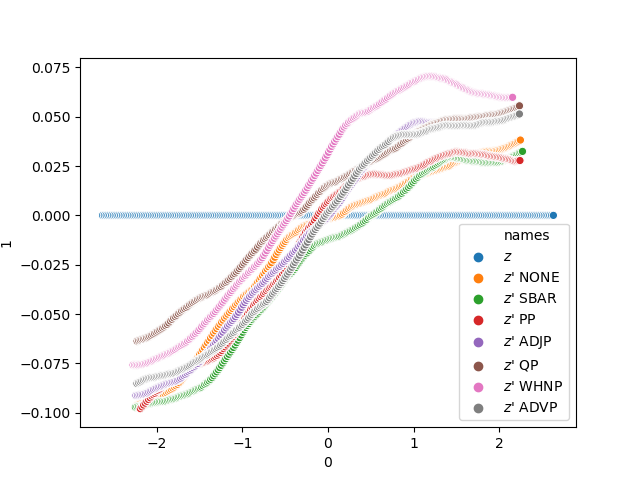 0.075
0.050
0.025
0.000
−0.025
−0.050
−0.075
−0.100
1
−2 −1 0 1 2
0
names
z
z' NONE
z' SBAR
z' PP
z' ADJP
z' QP
z' WHNP
z' ADVP